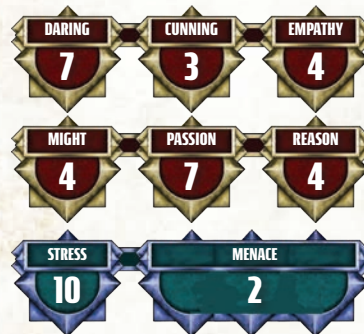 DARING CUNNING EMPATHY
7 3 4
MIGHT PASSION REASON
4 7 4
STRESS MENACE
10 2